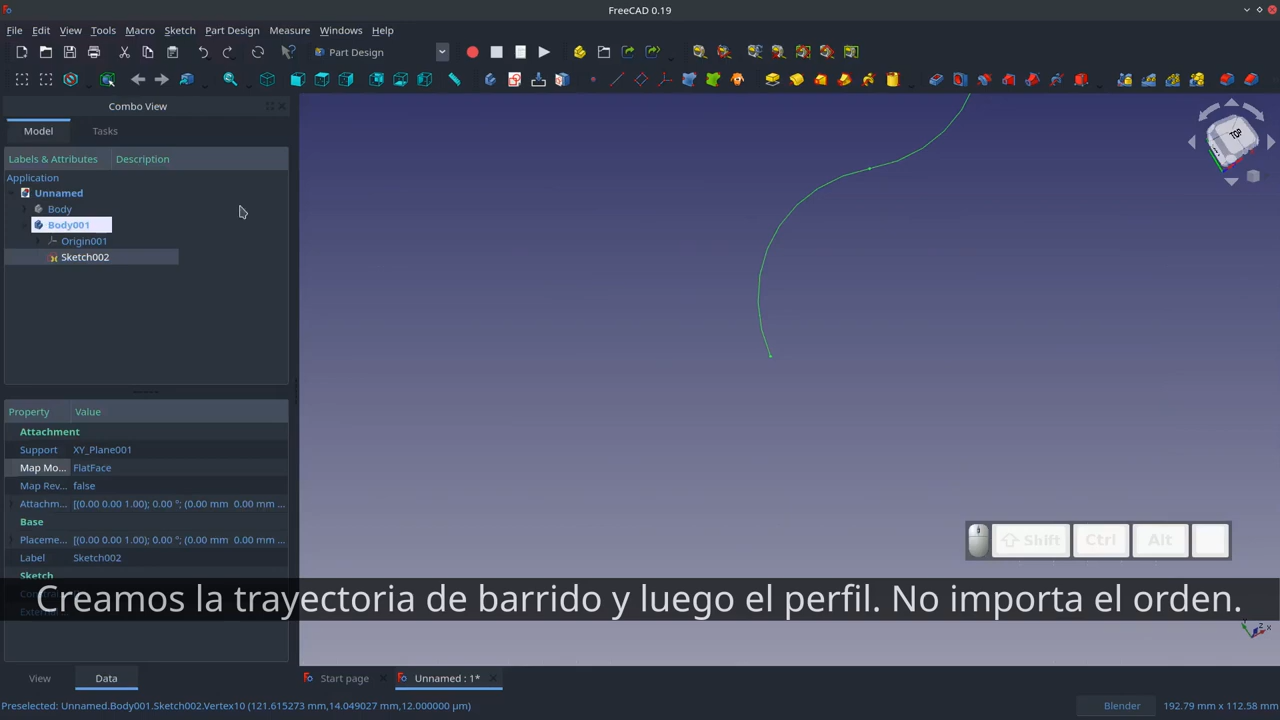 FreeCAD 0.19
File Edit View Tools Macro Sketch Part Design Measure Windows Help
Part Design
Combo View
Model Tasks
Labels & Attributes Description
Application
Unnamed
Body
Body001
Origin001
Sketch002
TOP
Property Value
Attachment
Support XY_Plane001
Map Mo... FlatFace
Map Rev... false
Attachm... [(0.00 0.00 1.00); 0.00 °; (0.00 mm 0.00 mm ...
Base
Placeme... [(0.00 0.00 1.00); 0.00 °; (0.00 mm 0.00 mm ...
Label Sketch002
Sketch
Shift Ctrl Alt
Creamos la trayectoria de barrido y luego el perfil. No importa el orden.
View Data
Start page Unnamed : 1*
Preselected: Unnamed.Body001.Sketch002.Vertex10 (121.615273 mm,14.049027 mm,12.000000 µm)
Blender 192.79 mm x 112.58 mm